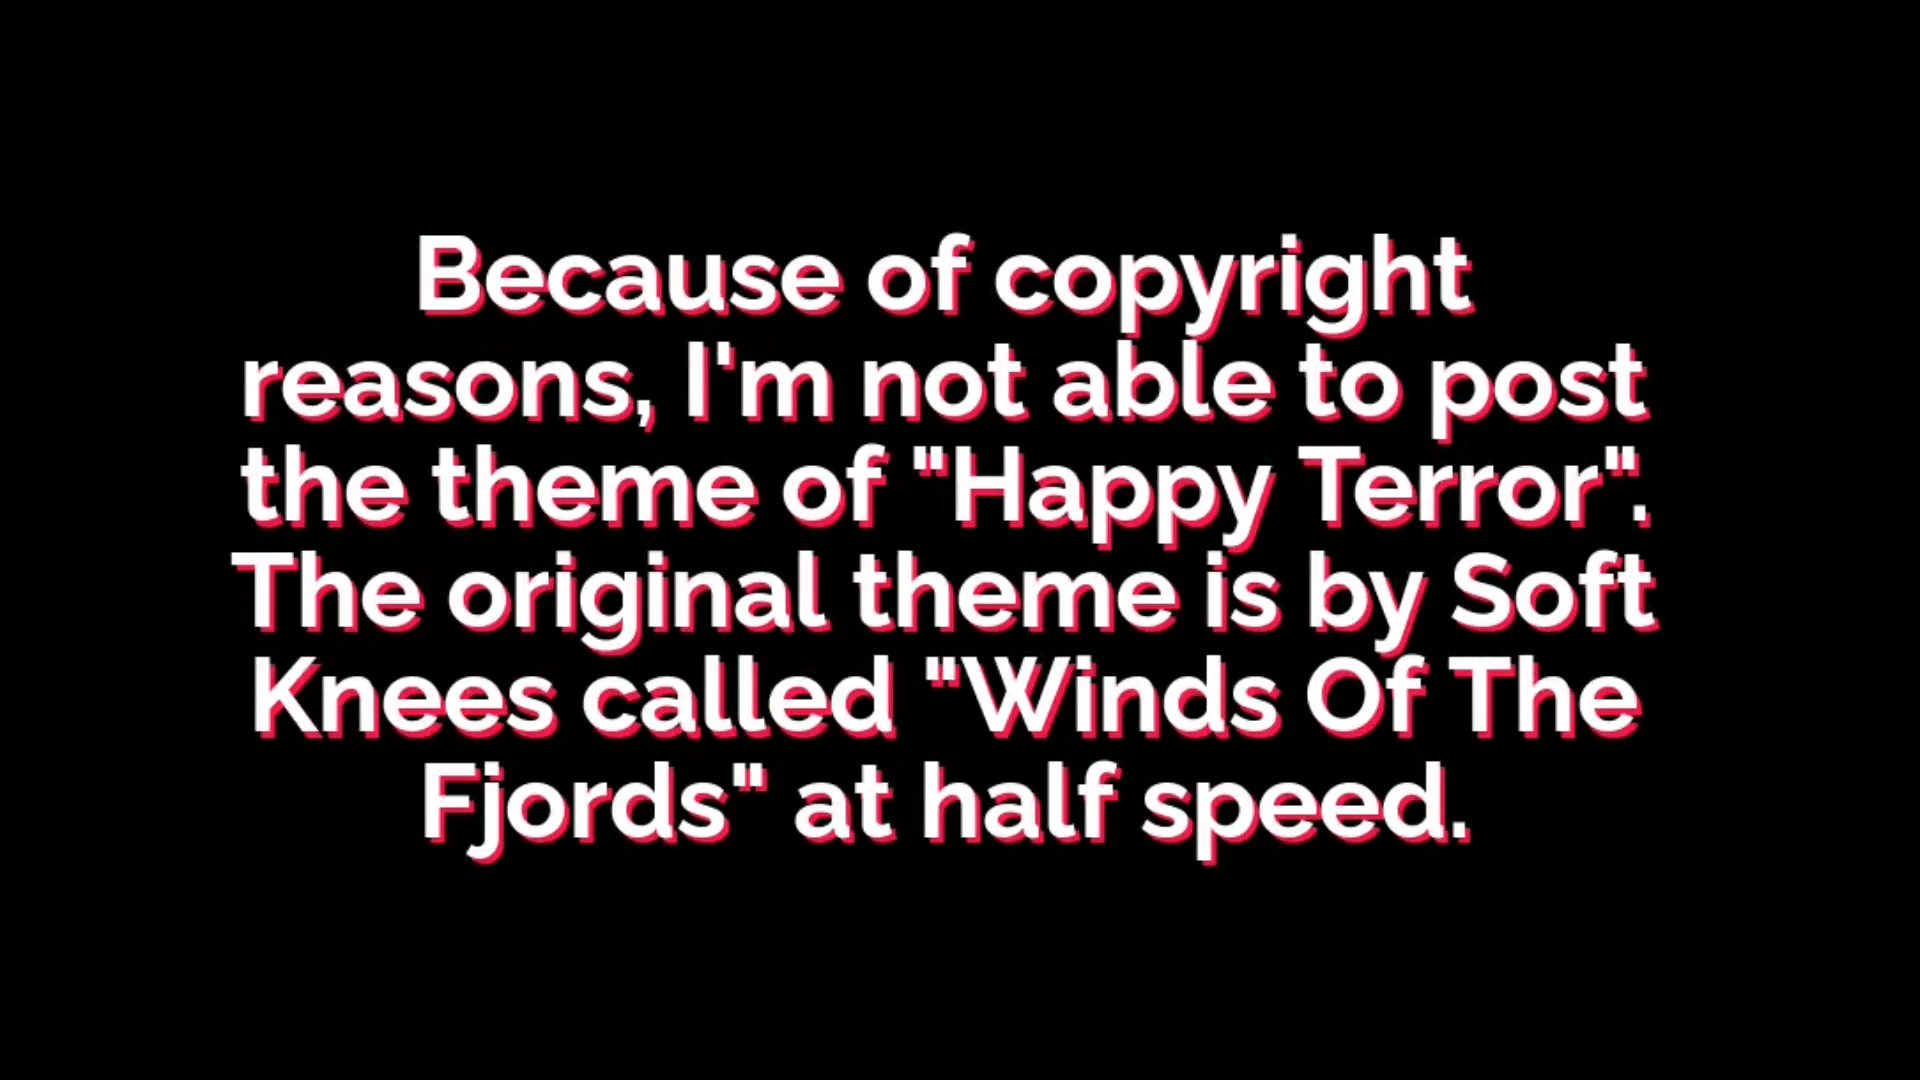 Because of copyright
reasons, I'm not able to post
the theme of "Happy Terror".
The original theme is by Soft
Knees called "Winds Of The
Fjords" at half speed.